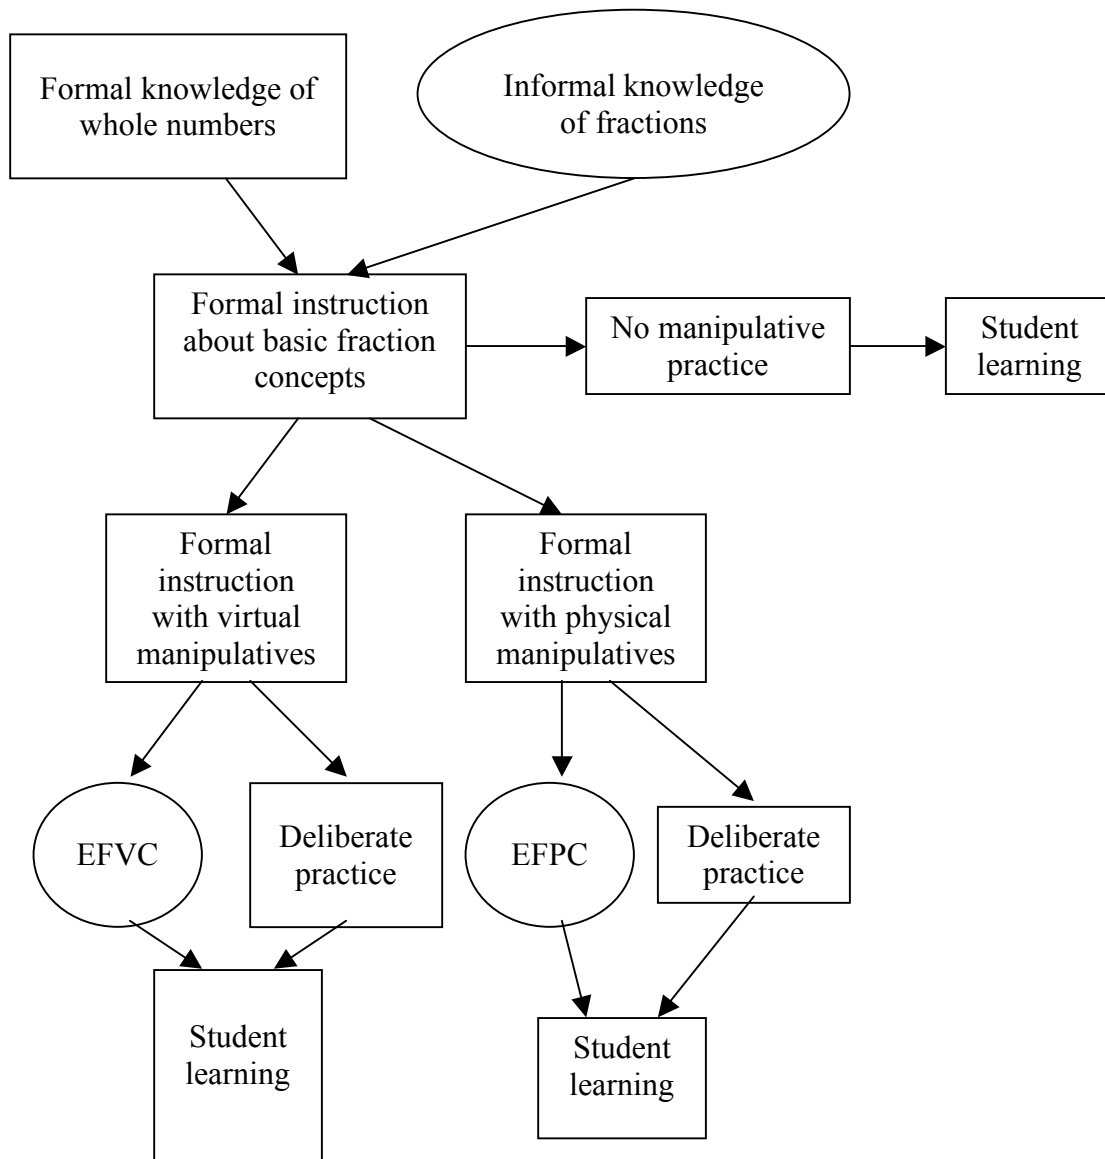 Formal knowledge of
whole numbers
Informal knowledge
of fractions
Formal instruction
about basic fraction
concepts
No manipulative
practice
Student
learning
Formal
instruction
with virtual
manipulatives
Formal
instruction
with physical
manipulatives
EFVC
Deliberate
practice
EFPC
Deliberate
practice
Student
learning
Student
learning